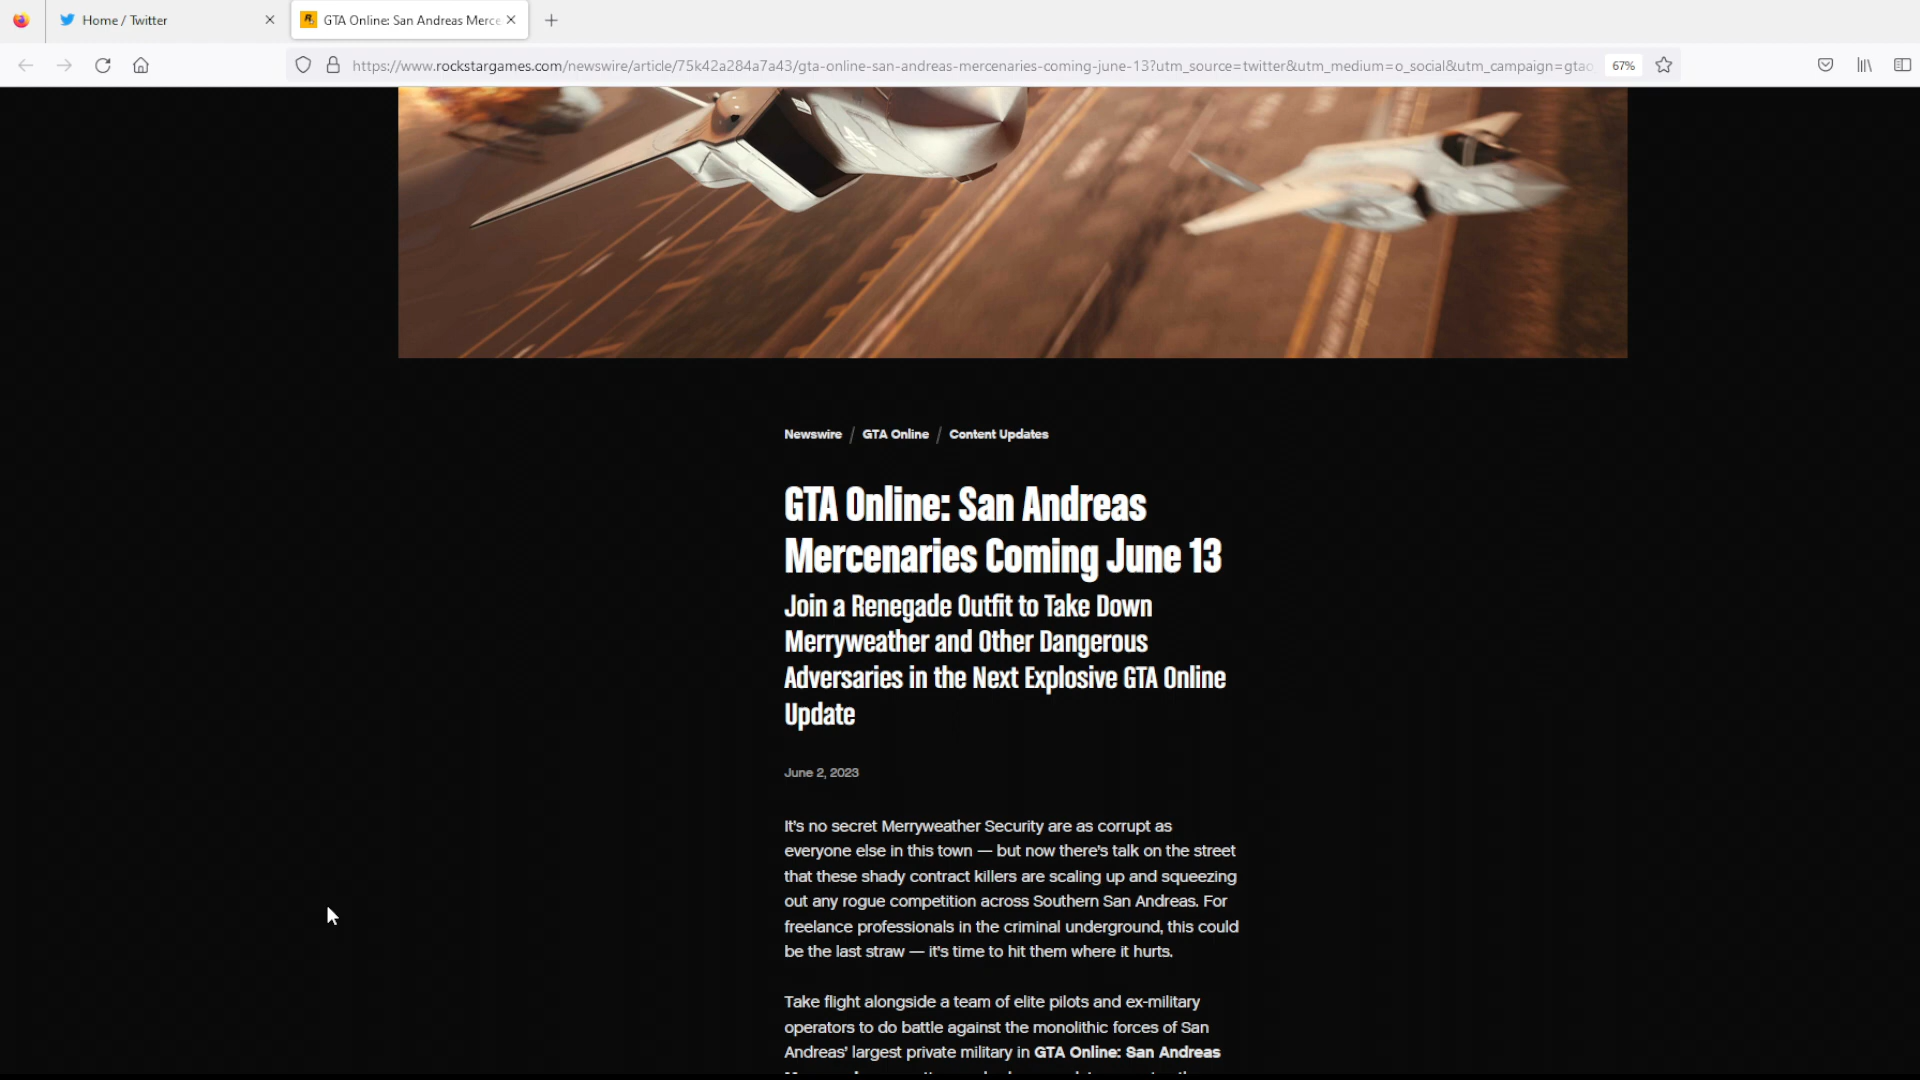 Home / Twitter
GTA Online: San Andreas Merce
https://www.rockstargames.com/newswire/article/75k42a284a7a43/gta-online-san-andreas-mercenaries-coming-june-13?utm_source=twitter&utm_medium=o_social&utm_campaign=gtao
67%
Newswire / GTA Online / Content Updates
GTA Online: San Andreas
Mercenaries Coming June 13
Join a Renegade Outfit to Take Down
Merryweather and Other Dangerous
Adversaries in the Next Explosive GTA Online
Update
June 2, 2023
It's no secret Merryweather Security are as corrupt as
everyone else in this town — but now there's talk on the street
that these shady contract killers are scaling up and squeezing
out any rogue competition across Southern San Andreas. For
freelance professionals in the criminal underground, this could
be the last straw — it's time to hit them where it hurts.
Take flight alongside a team of elite pilots and ex-military
operators to do battle against the monolithic forces of San
Andreas' largest private military in GTA Online: San Andreas